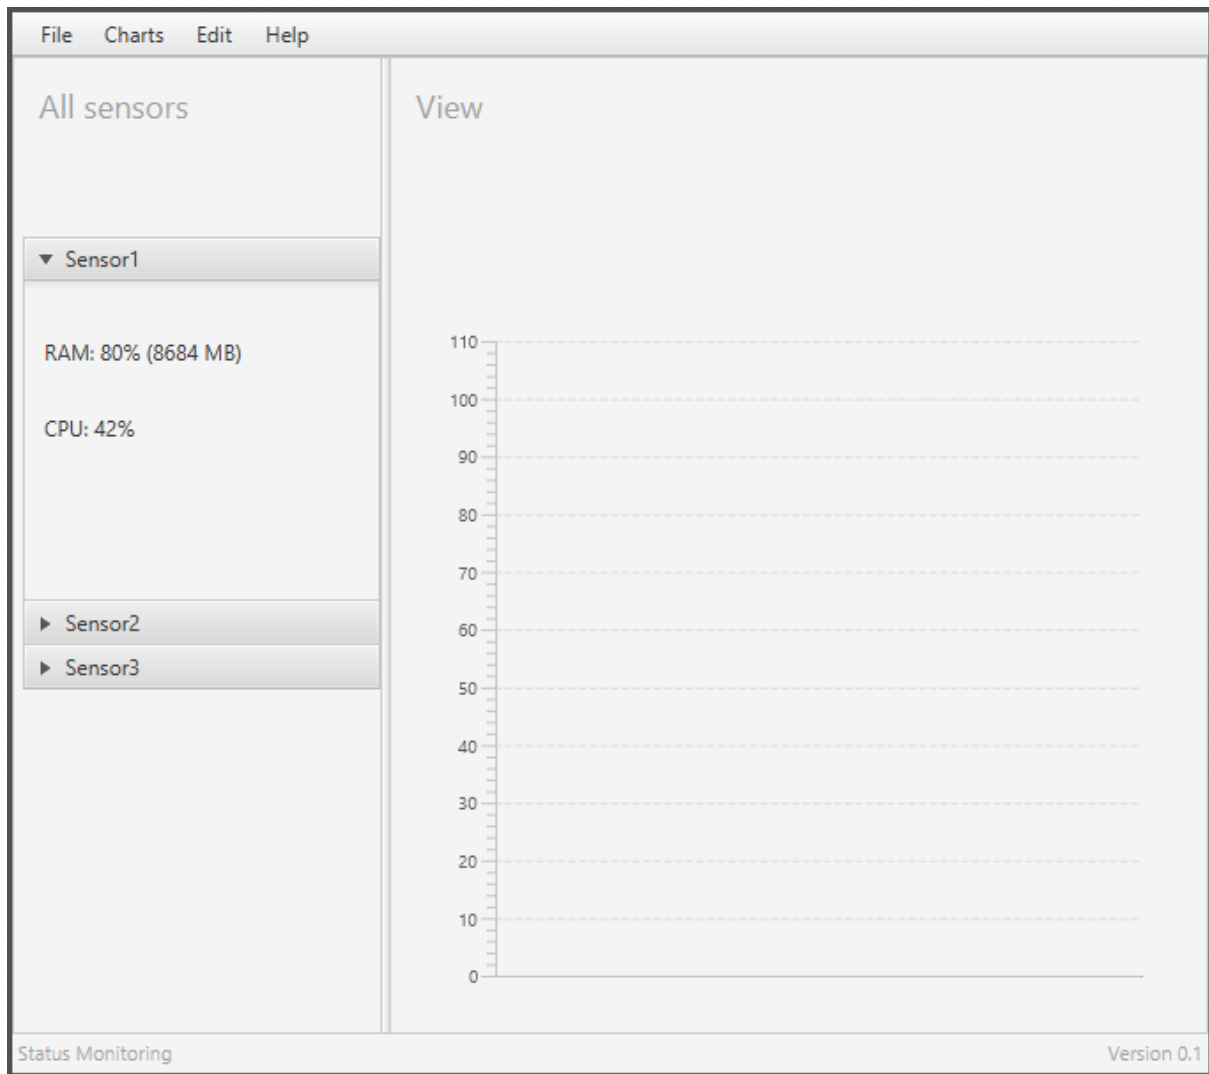 File Charts Edit Help
All sensors
Sensor1
RAM: 80% (8684 MB)
CPU: 42%
Sensor2
Sensor3
View
110
100
90
80
70
60
50
40
30
20
10
0
Status Monitoring
Version 0.1